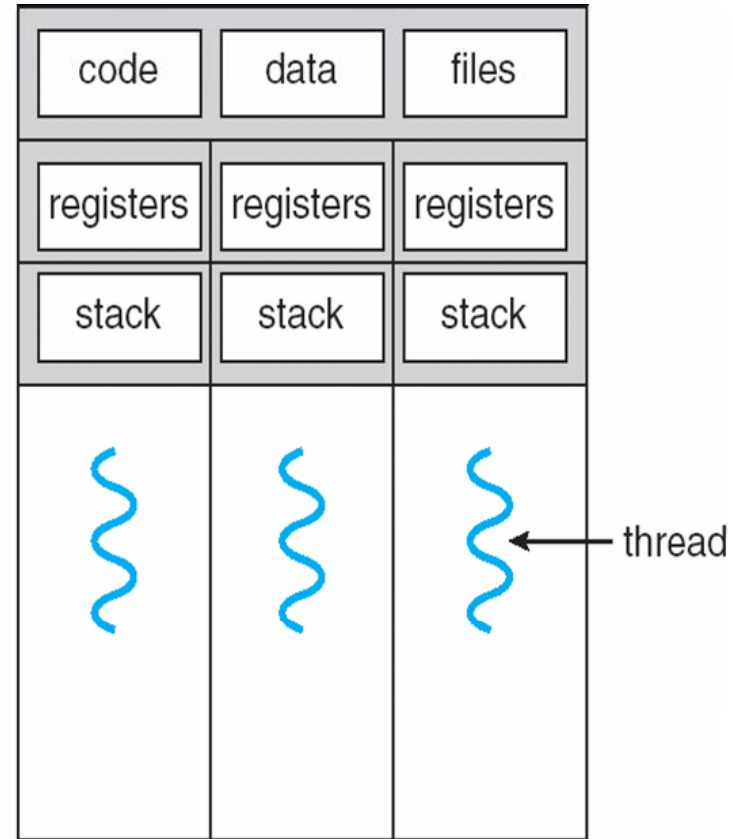 code data files
registers registers registers
stack stack stack
thread